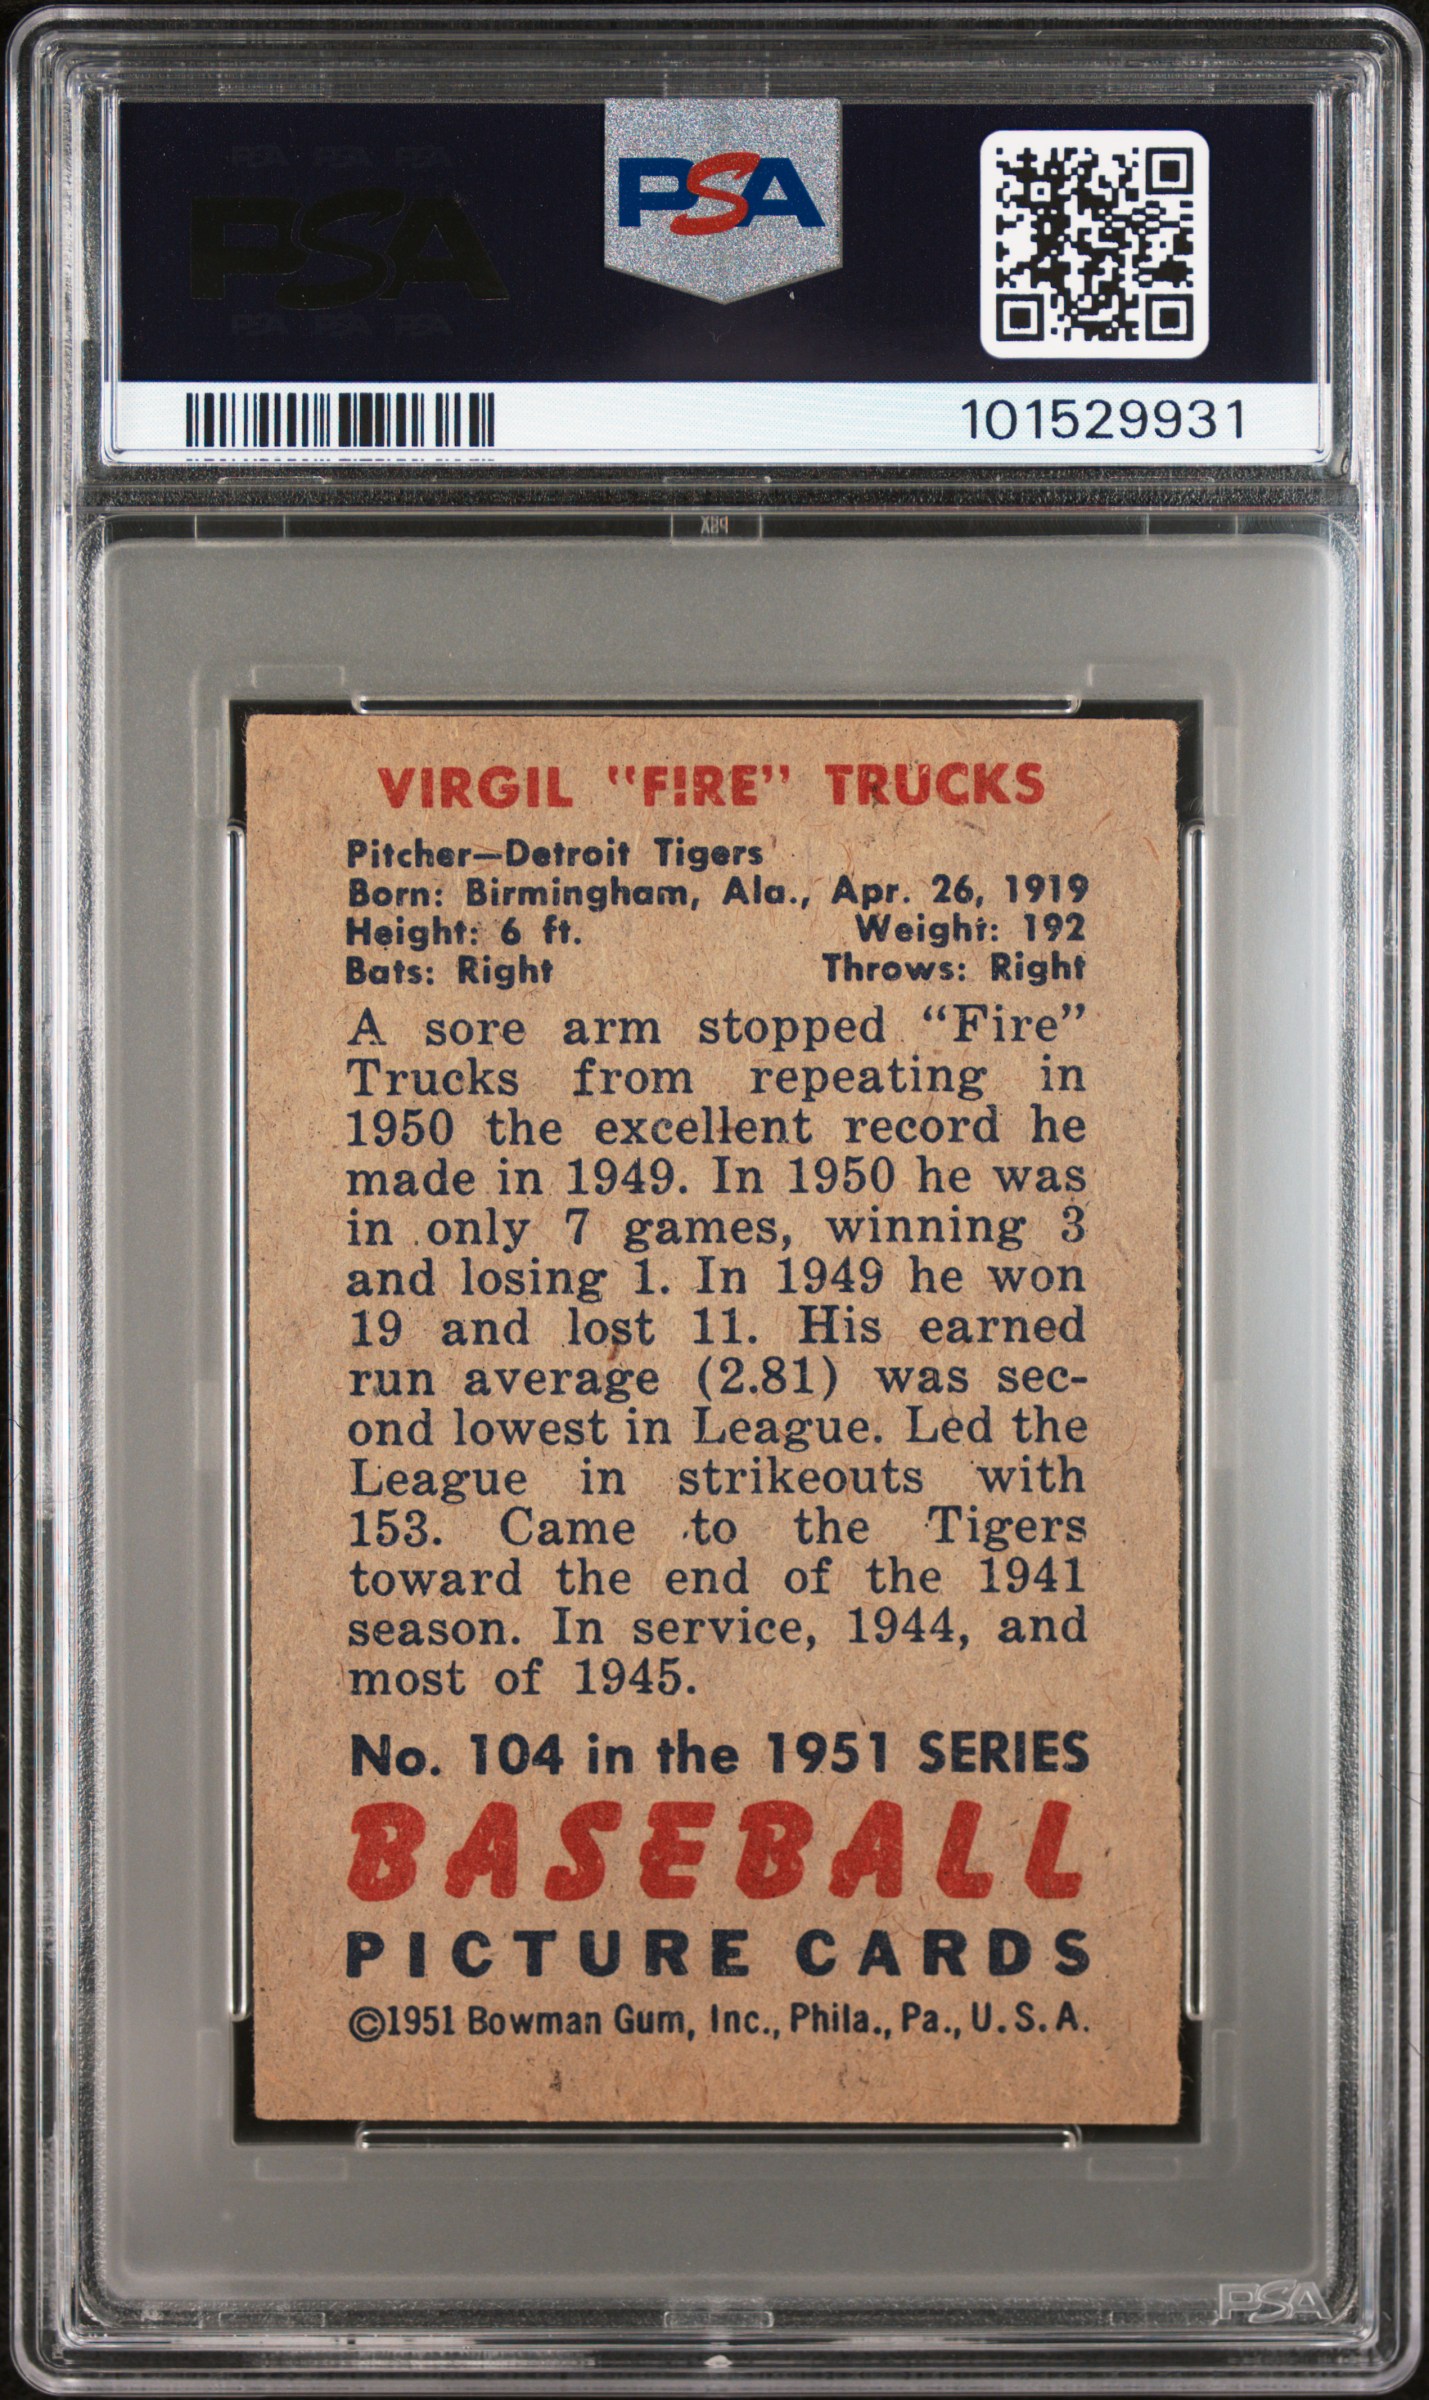 PSA PSA PSA
PSA
PSA PSA PSA
PSA
101529931
VIRGIL "FIRE" TRUCKS
Pitcher—Detroit Tigers
Born: Birmingham, Ala., Apr. 26, 1919
Height: 6 ft. Weight: 192
Bats: Right Throws: Right
A sore arm stopped "Fire"
Trucks from repeating in
1950 the excellent record he
made in 1949. In 1950 he was
in only 7 games, winning 3
and losing 1. In 1949 he won
19 and lost 11. His earned
run average (2.81) was sec-
ond lowest in League. Led the
League in strikeouts with
153. Came to the Tigers
toward the end of the 1941
season. In service, 1944, and
most of 1945.
No. 104 in the 1951 SERIES
BASEBALL
PICTURE CARDS
©1951 Bowman Gum, Inc., Phila., Pa., U.S.A.
PSA